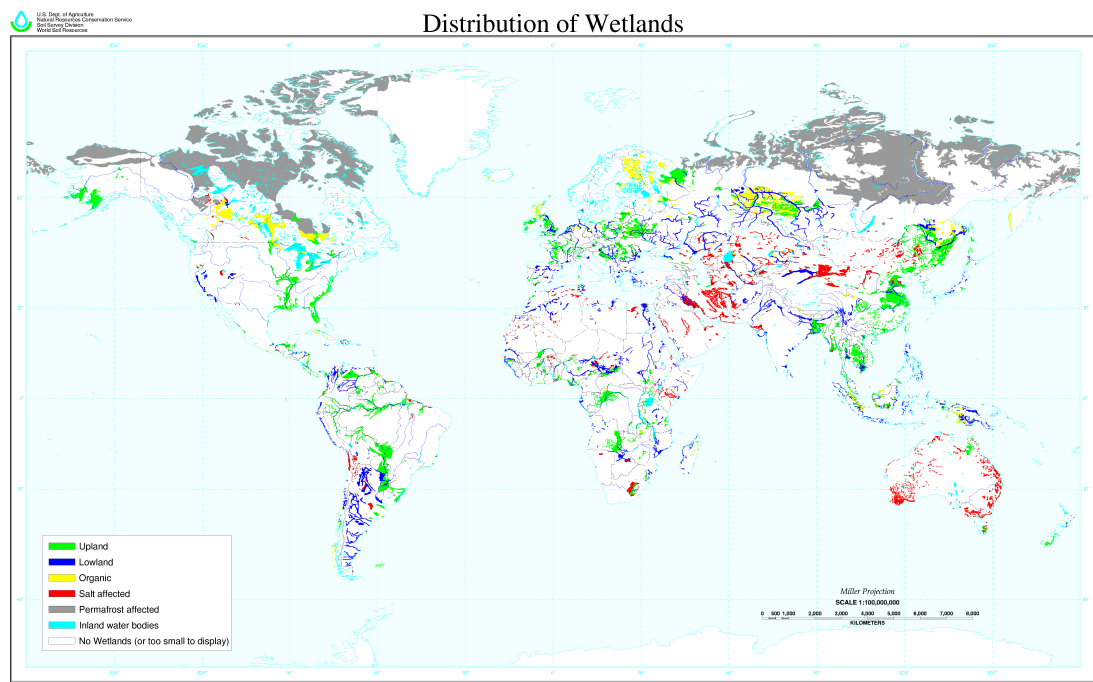 U.S. Dept. of Agriculture
Natural Resources Conservation Service
Soil Survey Division
World Soil Resources
Distribution of Wetlands
Upland
Lowland
Organic
Salt affected
Permafrost affected
Inland water bodies
No Wetlands (or too small to display)
Miller Projection
SCALE 1:100,000,000
0 500 1,000 2,000 3,000 4,000 5,000 6,000 7,000 8,000
KILOMETERS